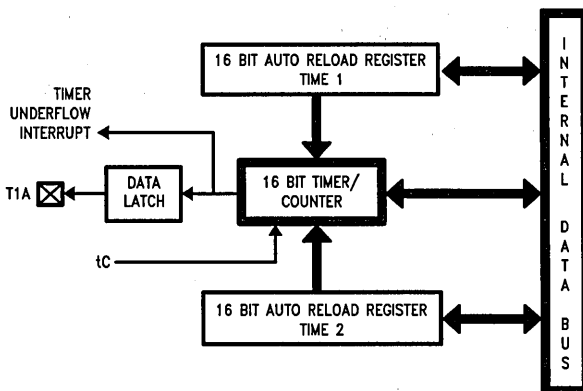 16 BIT AUTO RELOAD REGISTER
TIME 1
TIMER
UNDERFLOW
INTERRUPT
T1A
DATA
LATCH
16 BIT TIMER/
COUNTER
tC
16 BIT AUTO RELOAD REGISTER
TIME 2
INTERNAL DATA BUS